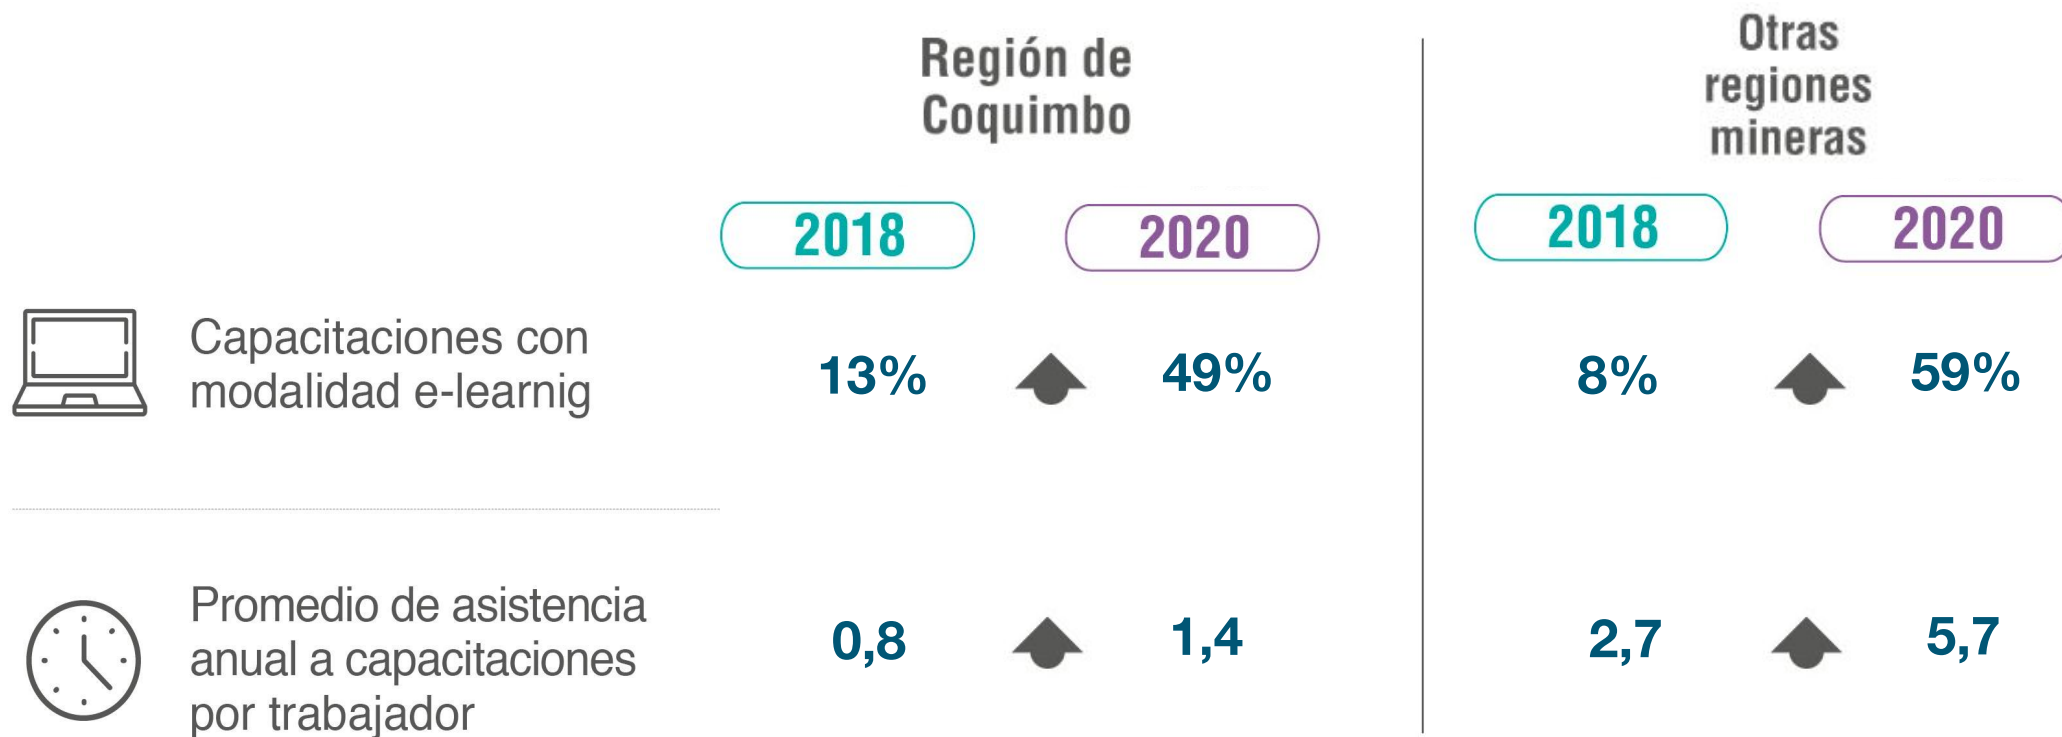 Región de
Coquimbo
Otras
regiones
mineras
2018
2020
2018
2020
Capacitaciones con
modalidad e-learnig
13%
49%
8%
59%
Promedio de asistencia
anual a capacitaciones
por trabajador
0,8
1,4
2,7
5,7